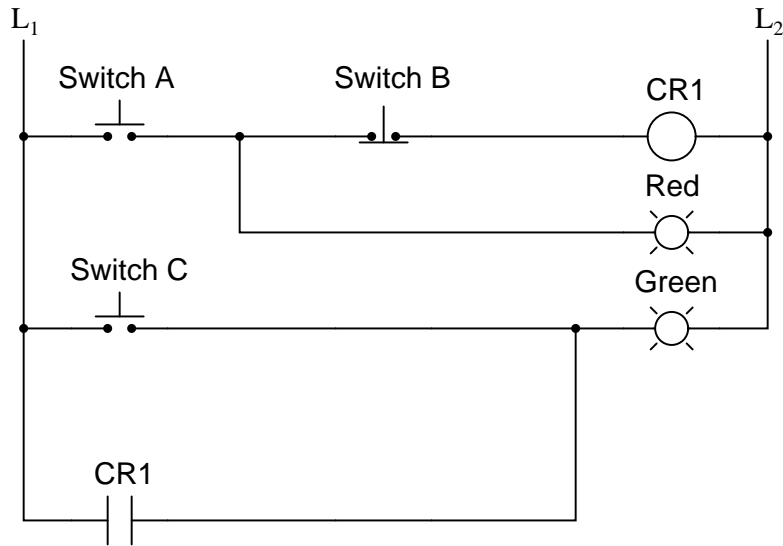 L1 L2
Switch A Switch B CR1
Red
Switch C Green
CR1